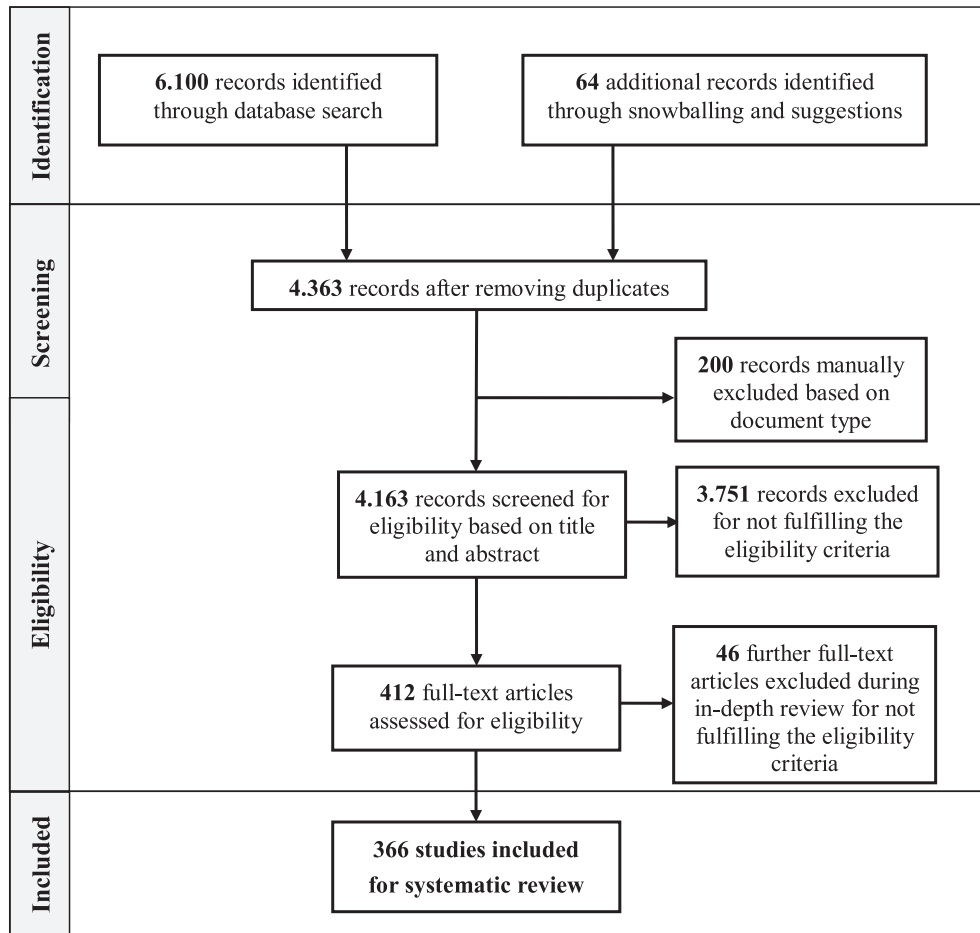 Identification
6.100 records identified
through database search
64 additional records identified
through snowballing and suggestions
Screening
4.363 records after removing duplicates
200 records manually
excluded based on
document type
Eligibility
4.163 records screened for
eligibility based on title
and abstract
3.751 records excluded
for not fulfilling the
eligibility criteria
412 full-text articles
assessed for eligibility
46 further full-text
articles excluded during
in-depth review for not
fulfilling the eligibility
criteria
Included
366 studies included
for systematic review